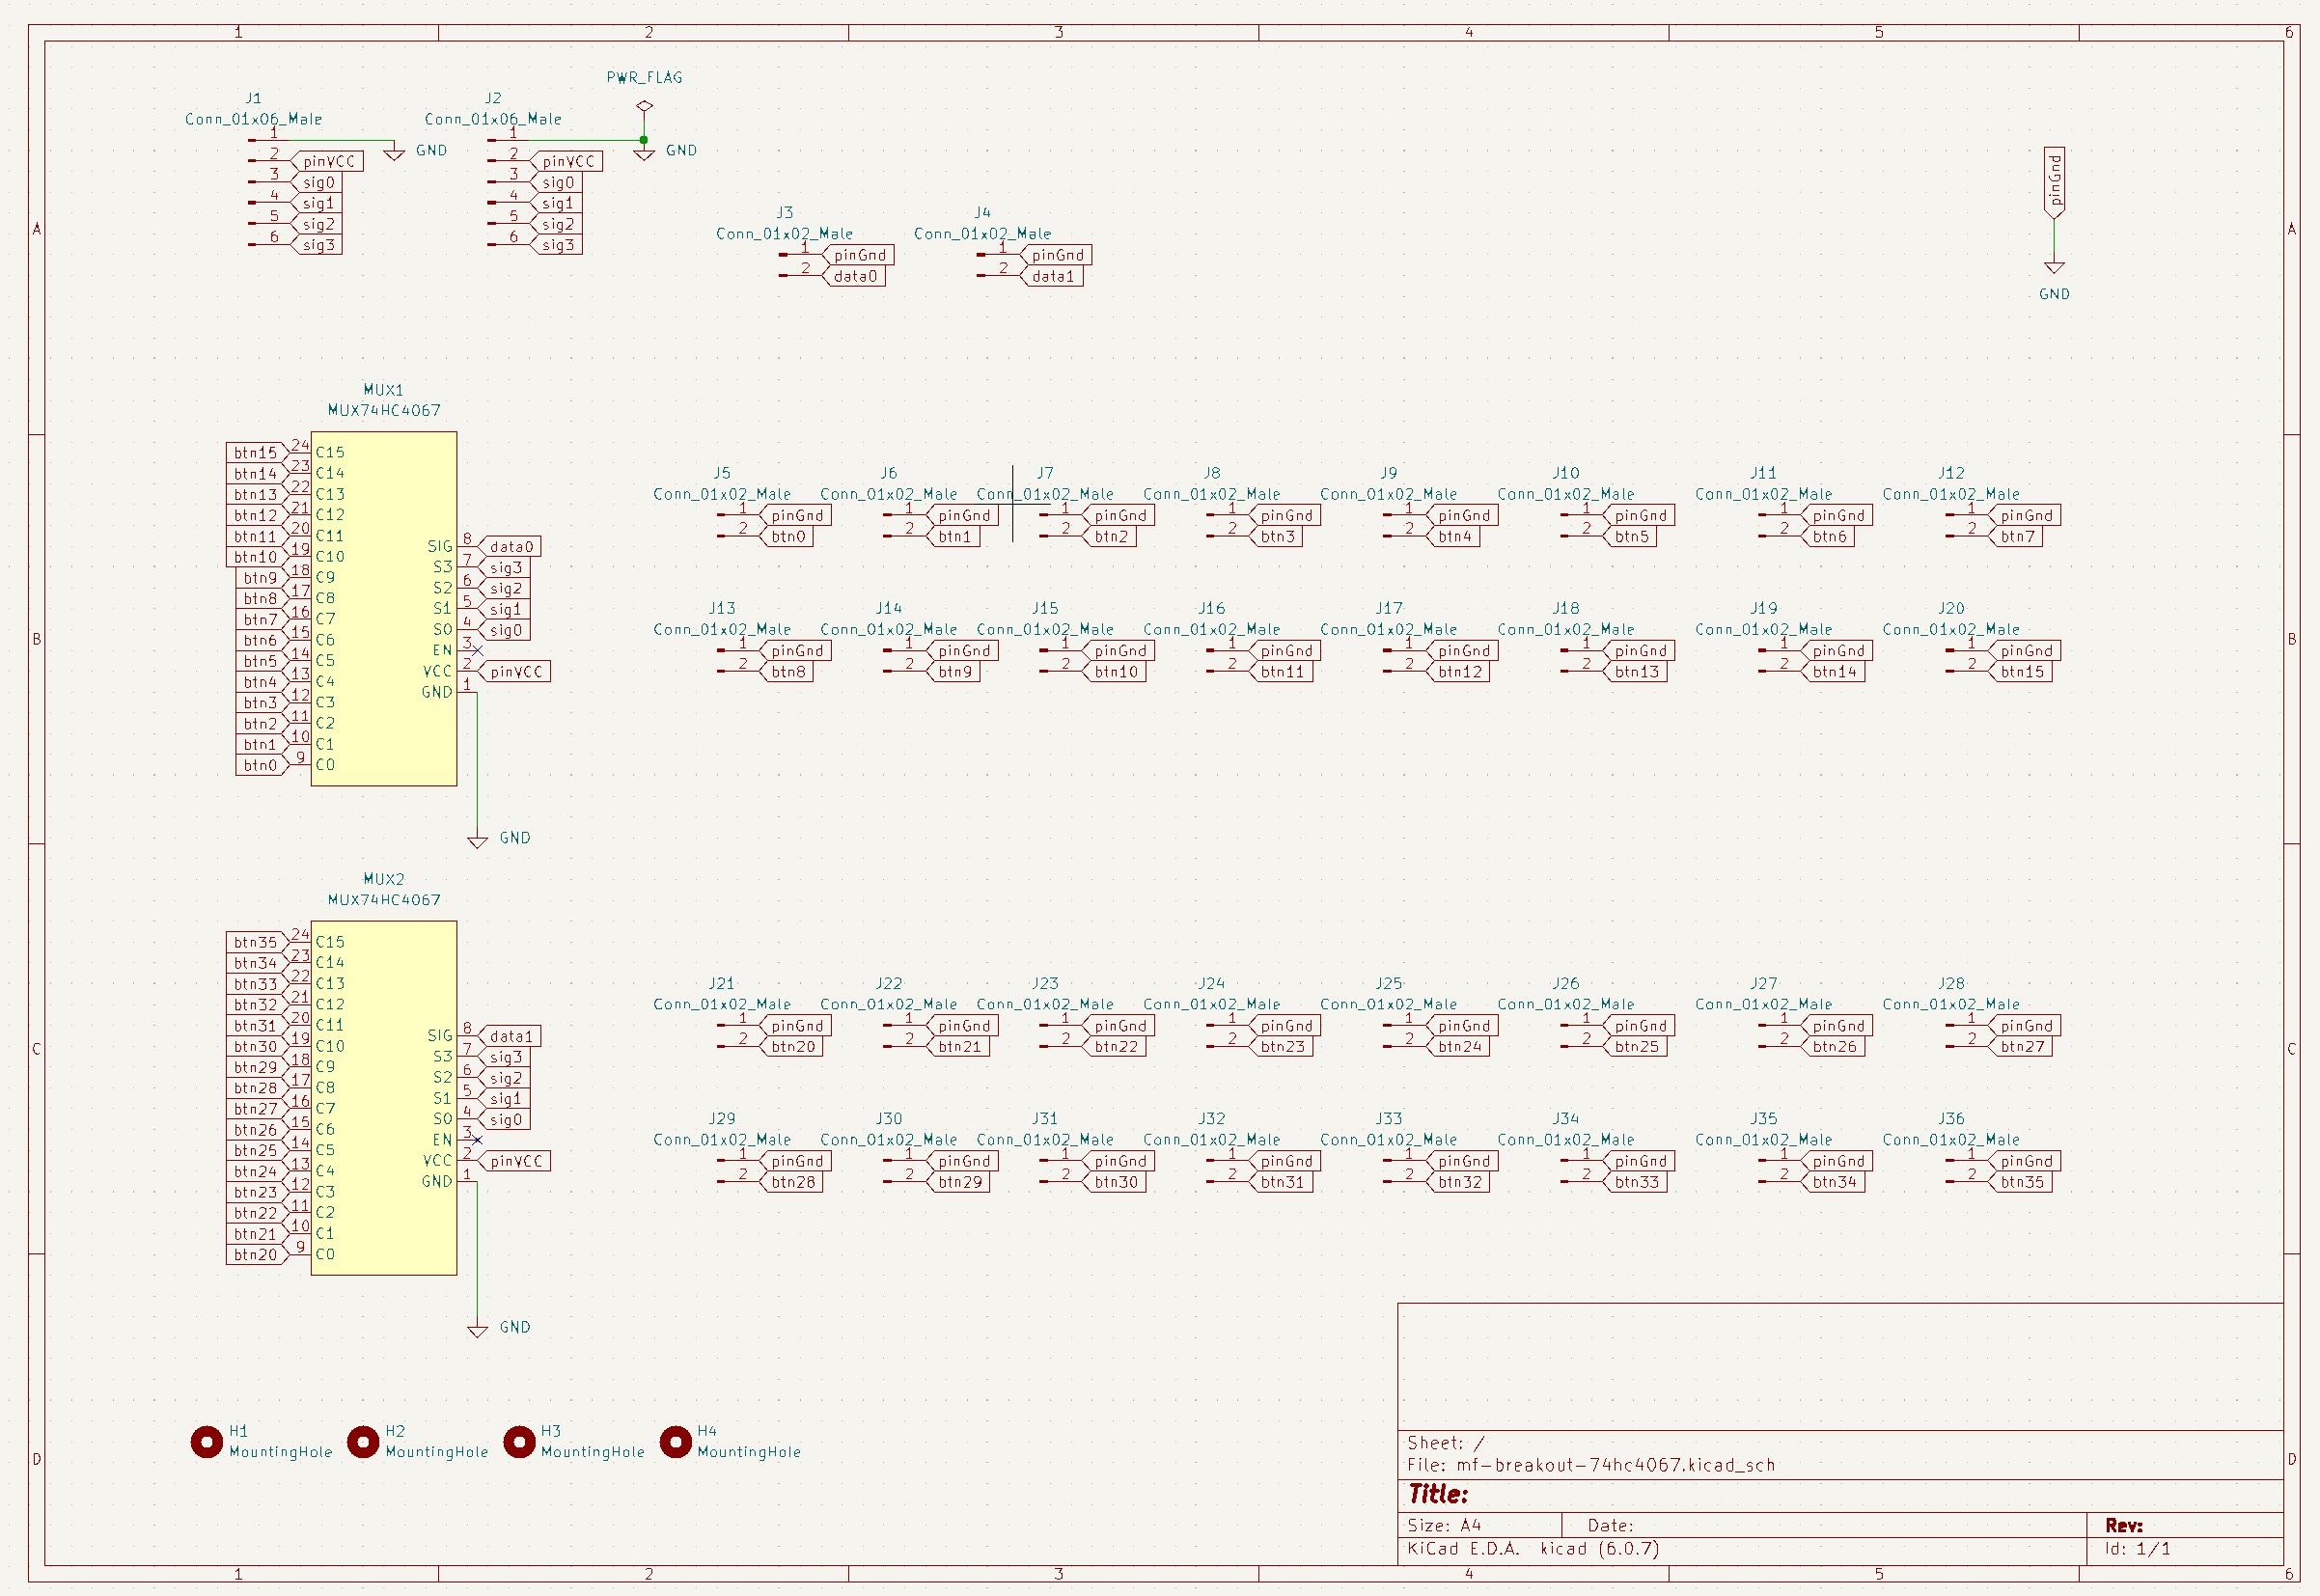 1 2 3 4 5 6
PWR_FLAG
J1
Conn_01x06_Male
1
GND
2 pinVCC
3 sig0
4 sig1
5 sig2
6 sig3
J2
Conn_01x06_Male
1
GND
2 pinVCC
3 sig0
4 sig1
5 sig2
6 sig3
J3
Conn_01x02_Male
1 pinGnd
2 data0
J4
Conn_01x02_Male
1 pinGnd
2 data1
pinGnd
GND
A A
MUX1
MUX74HC4067
btn15 24 C15
btn14 23 C14
btn13 22 C13
btn12 21 C12
btn11 20 C11
btn10 19 C10
btn9 18 C9
btn8 17 C8
btn7 16 C7
btn6 15 C6
btn5 14 C5
btn4 13 C4
btn3 12 C3
btn2 11 C2
btn1 10 C1
btn0 9 C0
SIG 8 data0
S3 7 sig3
S2 6 sig2
S1 5 sig1
S0 4 sig0
EN 3
VCC 2 pinVCC
GND 1
GND
J5
Conn_01x02_Male
1 pinGnd
2 btn0
J6
Conn_01x02_Male
1 pinGnd
2 btn1
J7
Conn_01x02_Male
1 pinGnd
2 btn2
J8
Conn_01x02_Male
1 pinGnd
2 btn3
J9
Conn_01x02_Male
1 pinGnd
2 btn4
J10
Conn_01x02_Male
1 pinGnd
2 btn5
J11
Conn_01x02_Male
1 pinGnd
2 btn6
J12
Conn_01x02_Male
1 pinGnd
2 btn7
J13
Conn_01x02_Male
1 pinGnd
2 btn8
J14
Conn_01x02_Male
1 pinGnd
2 btn9
J15
Conn_01x02_Male
1 pinGnd
2 btn10
J16
Conn_01x02_Male
1 pinGnd
2 btn11
J17
Conn_01x02_Male
1 pinGnd
2 btn12
J18
Conn_01x02_Male
1 pinGnd
2 btn13
J19
Conn_01x02_Male
1 pinGnd
2 btn14
J20
Conn_01x02_Male
1 pinGnd
2 btn15
B B
MUX2
MUX74HC4067
btn35 24 C15
btn34 23 C14
btn33 22 C13
btn32 21 C12
btn31 20 C11
btn30 19 C10
btn29 18 C9
btn28 17 C8
btn27 16 C7
btn26 15 C6
btn25 14 C5
btn24 13 C4
btn23 12 C3
btn22 11 C2
btn21 10 C1
btn20 9 C0
SIG 8 data1
S3 7 sig3
S2 6 sig2
S1 5 sig1
S0 4 sig0
EN 3
VCC 2 pinVCC
GND 1
GND
J21
Conn_01x02_Male
1 pinGnd
2 btn20
J22
Conn_01x02_Male
1 pinGnd
2 btn21
J23
Conn_01x02_Male
1 pinGnd
2 btn22
J24
Conn_01x02_Male
1 pinGnd
2 btn23
J25
Conn_01x02_Male
1 pinGnd
2 btn24
J26
Conn_01x02_Male
1 pinGnd
2 btn25
J27
Conn_01x02_Male
1 pinGnd
2 btn26
J28
Conn_01x02_Male
1 pinGnd
2 btn27
J29
Conn_01x02_Male
1 pinGnd
2 btn28
J30
Conn_01x02_Male
1 pinGnd
2 btn29
J31
Conn_01x02_Male
1 pinGnd
2 btn30
J32
Conn_01x02_Male
1 pinGnd
2 btn31
J33
Conn_01x02_Male
1 pinGnd
2 btn32
J34
Conn_01x02_Male
1 pinGnd
2 btn33
J35
Conn_01x02_Male
1 pinGnd
2 btn34
J36
Conn_01x02_Male
1 pinGnd
2 btn35
C C
H1
MountingHole
H2
MountingHole
H3
MountingHole
H4
MountingHole
D D
Sheet: /
File: mf-breakout-74hc4067.kicad_sch
Title:
Size: A4 Date: Rev:
KiCad E.D.A. kicad (6.0.7) Id: 1/1
1 2 3 4 5 6